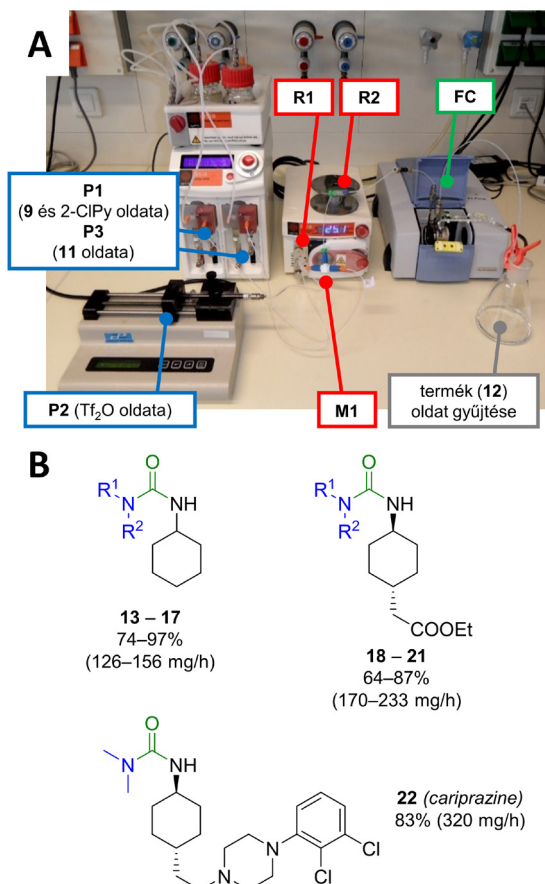 A
R1
R2
FC
P1
(9 és 2-ClPy oldata)
P3
(11 oldata)
P2 (Tf₂O oldata)
M1
termék (12)
oldat gyűjtése
B
O
R¹
N
NH
R²
13 – 17
74–97%
(126–156 mg/h)
O
R¹
N
NH
R²
COOEt
18 – 21
64–87%
(170–233 mg/h)
O
N
NH
N
N
Cl
Cl
22 (cariprazine)
83% (320 mg/h)